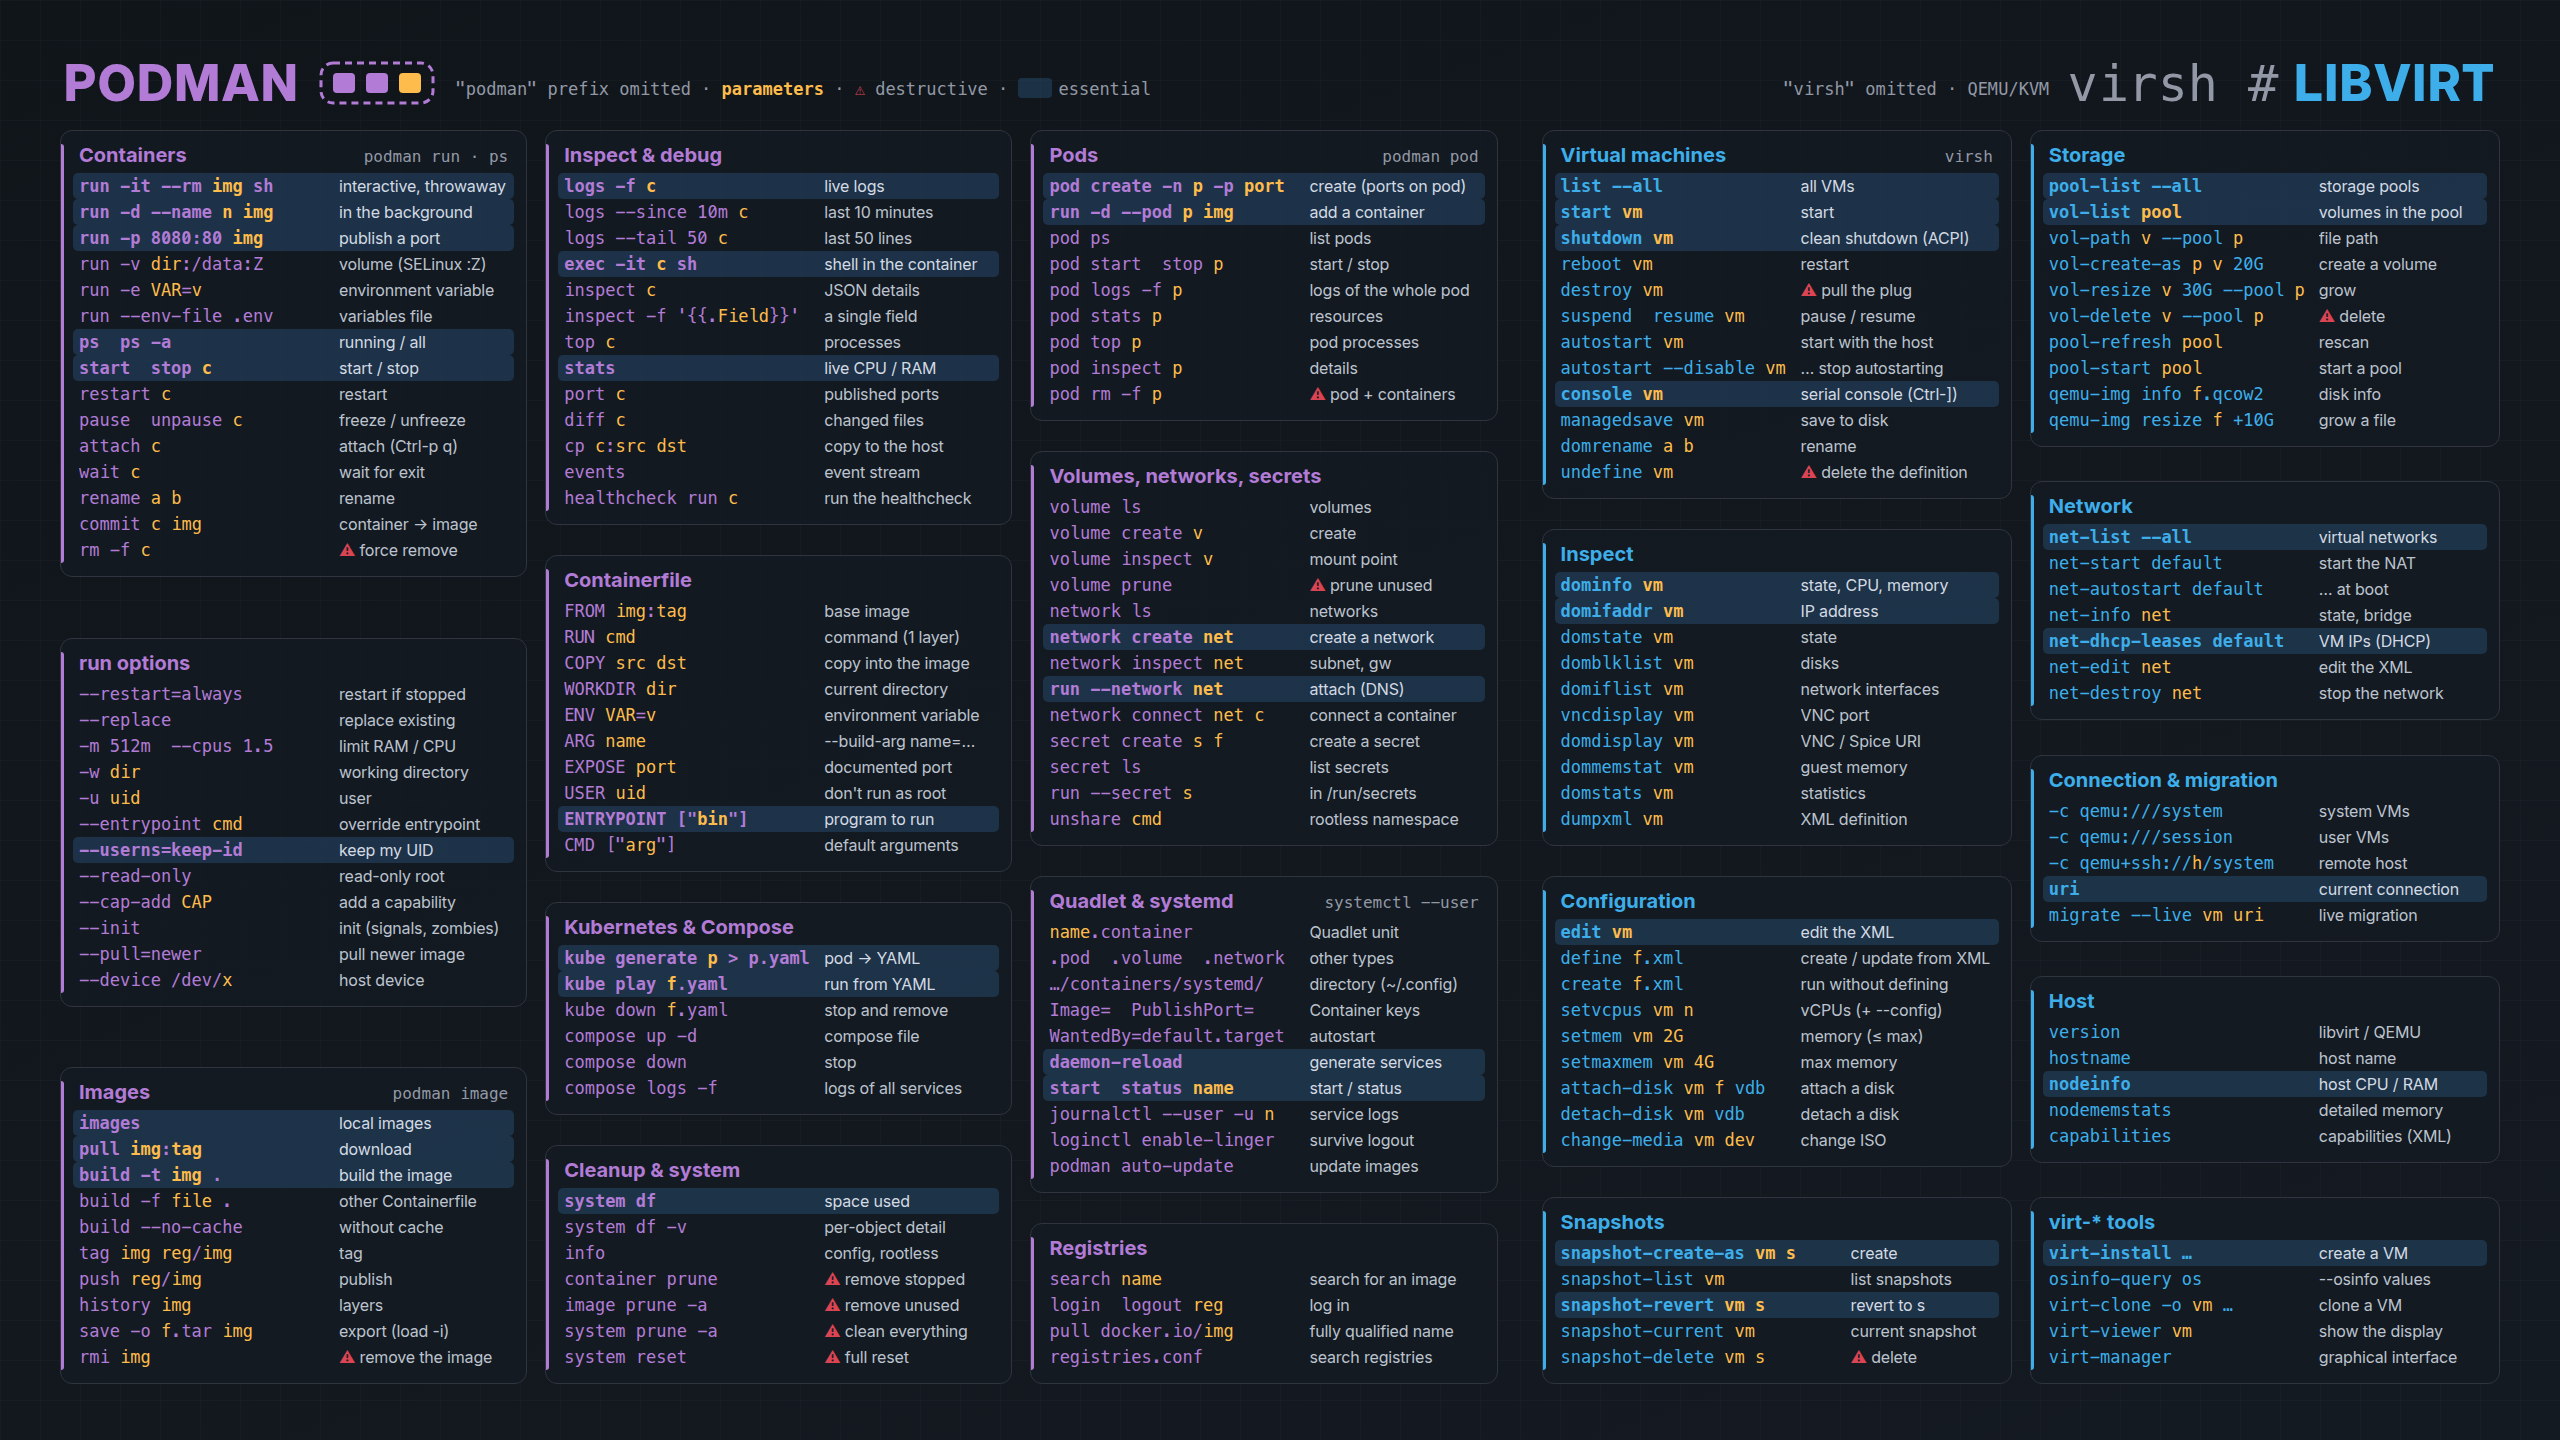 PODMAN "podman" prefix omitted · parameters · ⚠ destructive · essential
"virsh" omitted · QEMU/KVM virsh # LIBVIRT
Containers podman run · ps
run -it --rm img sh interactive, throwaway
run -d --name n img in the background
run -p 8080:80 img publish a port
run -v dir:/data:Z volume (SELinux :Z)
run -e VAR=v environment variable
run --env-file .env variables file
ps ps -a running / all
start stop c start / stop
restart c restart
pause unpause c freeze / unfreeze
attach c attach (Ctrl-p q)
wait c wait for exit
rename a b rename
commit c img container → image
rm -f c ⚠ force remove
run options
--restart=always restart if stopped
--replace replace existing
-m 512m --cpus 1.5 limit RAM / CPU
-w dir working directory
-u uid user
--entrypoint cmd override entrypoint
--userns=keep-id keep my UID
--read-only read-only root
--cap-add CAP add a capability
--init init (signals, zombies)
--pull=newer pull newer image
--device /dev/x host device
Images podman image
images local images
pull img:tag download
build -t img . build the image
build -f file . other Containerfile
build --no-cache without cache
tag img reg/img tag
push reg/img publish
history img layers
save -o f.tar img export (load -i)
rmi img ⚠ remove the image
Inspect & debug
logs -f c live logs
logs --since 10m c last 10 minutes
logs --tail 50 c last 50 lines
exec -it c sh shell in the container
inspect c JSON details
inspect -f '{{.Field}}' a single field
top c processes
stats live CPU / RAM
port c published ports
diff c changed files
cp c:src dst copy to the host
events event stream
healthcheck run c run the healthcheck
Containerfile
FROM img:tag base image
RUN cmd command (1 layer)
COPY src dst copy into the image
WORKDIR dir current directory
ENV VAR=v environment variable
ARG name --build-arg name=…
EXPOSE port documented port
USER uid don't run as root
ENTRYPOINT ["bin"] program to run
CMD ["arg"] default arguments
Kubernetes & Compose
kube generate p > p.yaml pod → YAML
kube play f.yaml run from YAML
kube down f.yaml stop and remove
compose up -d compose file
compose down stop
compose logs -f logs of all services
Cleanup & system
system df space used
system df -v per-object detail
info config, rootless
container prune ⚠ remove stopped
image prune -a ⚠ remove unused
system prune -a ⚠ clean everything
system reset ⚠ full reset
Pods podman pod
pod create -n p -p port create (ports on pod)
run -d --pod p img add a container
pod ps list pods
pod start stop p start / stop
pod logs -f p logs of the whole pod
pod stats p resources
pod top p pod processes
pod inspect p details
pod rm -f p ⚠ pod + containers
Volumes, networks, secrets
volume ls volumes
volume create v create
volume inspect v mount point
volume prune ⚠ prune unused
network ls networks
network create net create a network
network inspect net subnet, gw
run --network net attach (DNS)
network connect net c connect a container
secret create s f create a secret
secret ls list secrets
run --secret s in /run/secrets
unshare cmd rootless namespace
Quadlet & systemd systemctl --user
name.container Quadlet unit
.pod .volume .network other types
…/containers/systemd/ directory (~/.config)
Image= PublishPort= Container keys
WantedBy=default.target autostart
daemon-reload generate services
start status name start / status
journalctl --user -u n service logs
loginctl enable-linger survive logout
podman auto-update update images
Registries
search name search for an image
login logout reg log in
pull docker.io/img fully qualified name
registries.conf search registries
Virtual machines virsh
list --all all VMs
start vm start
shutdown vm clean shutdown (ACPI)
reboot vm restart
destroy vm ⚠ pull the plug
suspend resume vm pause / resume
autostart vm start with the host
autostart --disable vm … stop autostarting
console vm serial console (Ctrl-])
managedsave vm save to disk
domrename a b rename
undefine vm ⚠ delete the definition
Inspect
dominfo vm state, CPU, memory
domifaddr vm IP address
domstate vm state
domblklist vm disks
domiflist vm network interfaces
vncdisplay vm VNC port
domdisplay vm VNC / Spice URI
dommemstat vm guest memory
domstats vm statistics
dumpxml vm XML definition
Configuration
edit vm edit the XML
define f.xml create / update from XML
create f.xml run without defining
setvcpus vm n vCPUs (+ --config)
setmem vm 2G memory (≤ max)
setmaxmem vm 4G max memory
attach-disk vm f vdb attach a disk
detach-disk vm vdb detach a disk
change-media vm dev change ISO
Snapshots
snapshot-create-as vm s create
snapshot-list vm list snapshots
snapshot-revert vm s revert to s
snapshot-current vm current snapshot
snapshot-delete vm s ⚠ delete
Storage
pool-list --all storage pools
vol-list pool volumes in the pool
vol-path v --pool p file path
vol-create-as p v 20G create a volume
vol-resize v 30G --pool p grow
vol-delete v --pool p ⚠ delete
pool-refresh pool rescan
pool-start pool start a pool
qemu-img info f.qcow2 disk info
qemu-img resize f +10G grow a file
Network
net-list --all virtual networks
net-start default start the NAT
net-autostart default … at boot
net-info net state, bridge
net-dhcp-leases default VM IPs (DHCP)
net-edit net edit the XML
net-destroy net stop the network
Connection & migration
-c qemu:///system system VMs
-c qemu:///session user VMs
-c qemu+ssh://h/system remote host
uri current connection
migrate --live vm uri live migration
Host
version libvirt / QEMU
hostname host name
nodeinfo host CPU / RAM
nodememstats detailed memory
capabilities capabilities (XML)
virt-* tools
virt-install … create a VM
osinfo-query os --osinfo values
virt-clone -o vm … clone a VM
virt-viewer vm show the display
virt-manager graphical interface